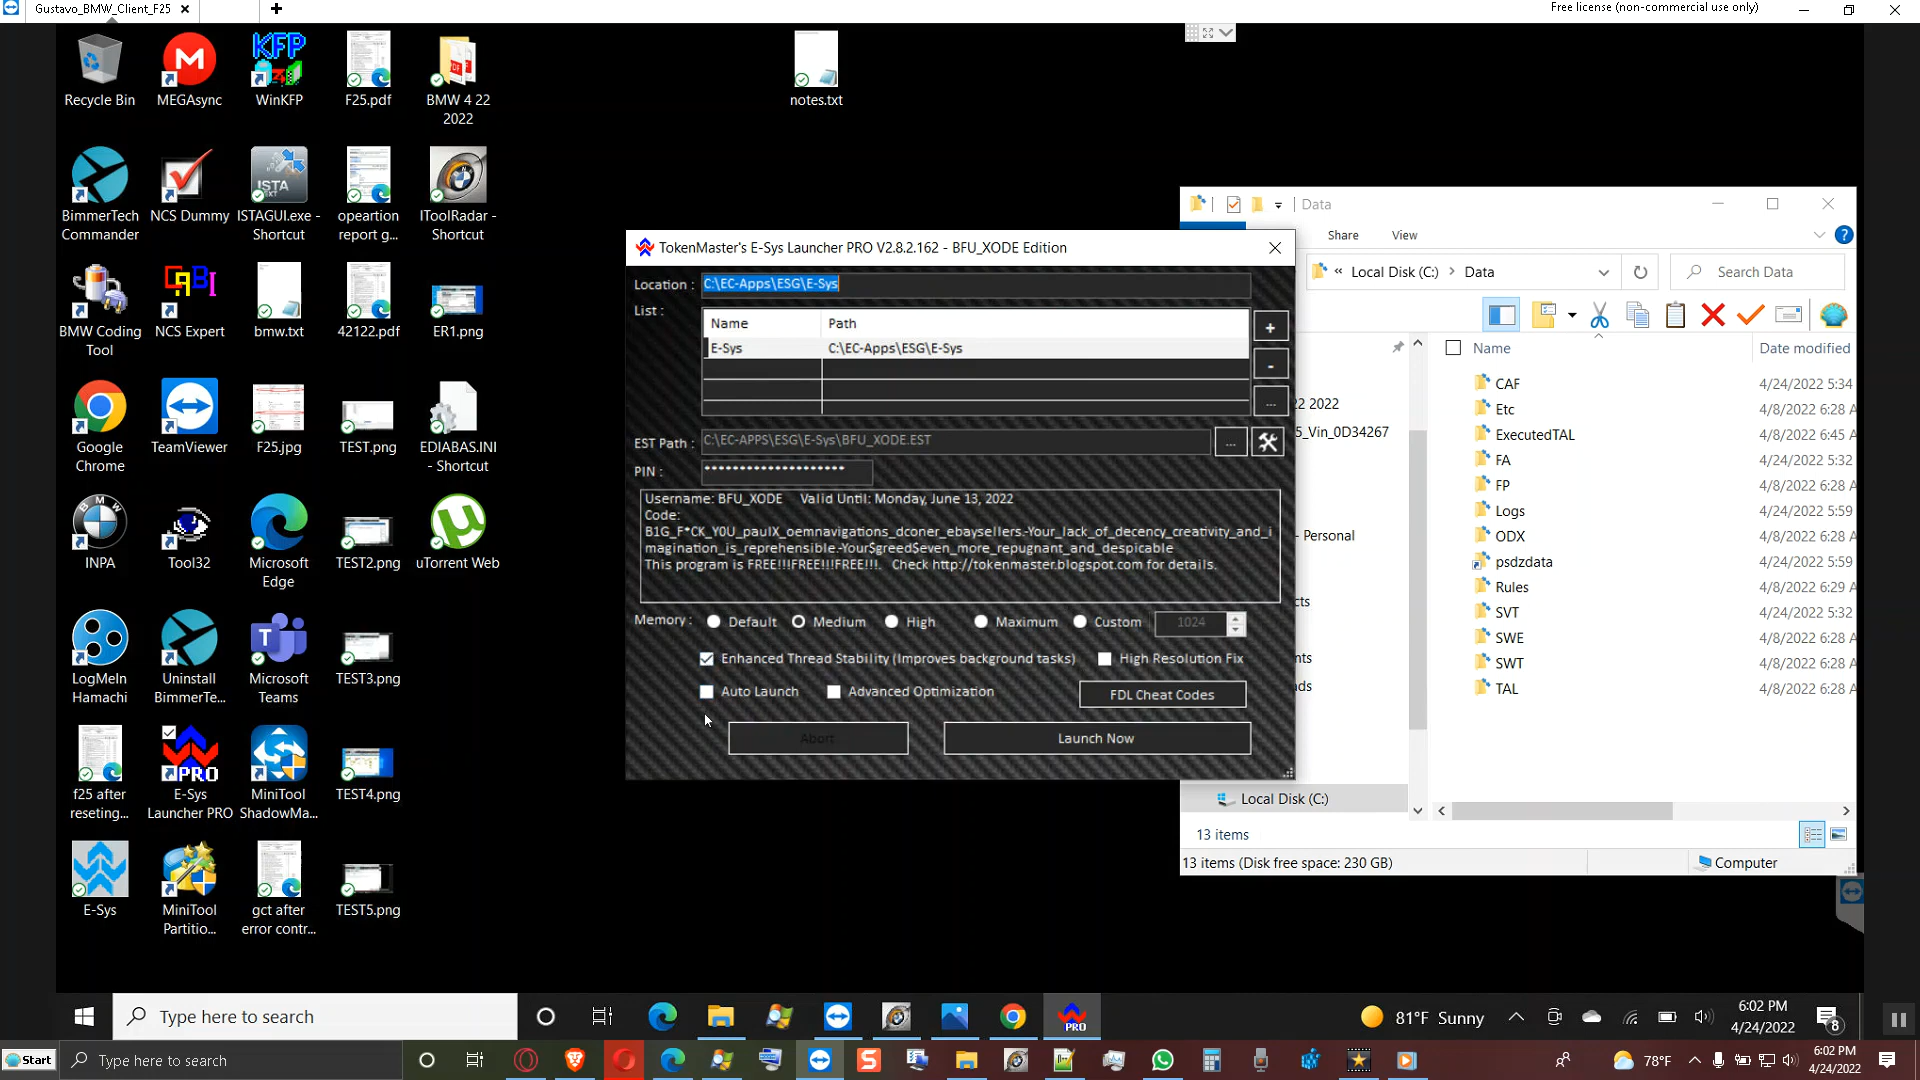 Gustavo_BMW_Client_F25
Free license (non-commercial use only)
Recycle Bin
MEGAsync
WinKFP
F25.pdf
BMW 4 22
2022
notes.txt
BimmerTech
Commander
NCS Dummy
ISTAGUI.exe -
Shortcut
opeartion
report g...
IToolRadar -
Shortcut
BMW Coding
Tool
NCS Expert
bmw.txt
42122.pdf
ER1.png
Google
Chrome
TeamViewer
F25.jpg
TEST.png
EDIABAS.INI
- Shortcut
INPA
Tool32
Microsoft
Edge
TEST2.png
uTorrent Web
LogMeIn
Hamachi
Uninstall
BimmerTe...
Microsoft
Teams
TEST3.png
f25 after
reseting...
E-Sys
Launcher PRO
MiniTool
ShadowMa...
TEST4.png
E-Sys
MiniTool
Partitio...
gct after
error contr...
TEST5.png
TokenMaster's E-Sys Launcher PRO V2.8.2.162 - BFU_XODE Edition
Location :
C:\EC-Apps\ESG\E-Sys
List :
Name
Path
E-Sys
C:\EC-Apps\ESG\E-Sys
+
-
...
EST Path :
C:\EC-APPS\ESG\E-Sys\BFU_XODE.EST
...
PIN :
********************
Username: BFU_XODE Valid Until: Monday, June 13, 2022
Code:
B1G_F*CK_Y0U_paulX_oemnavigations_dconer_ebaysellers.-Your_lack_of_decency_creativity_and_i
magination_is_reprehensible.-Your$greed$even_more_repugnant_and_despicable
This program is FREE!!!FREE!!!FREE!!!. Check http://tokenmaster.blogspot.com for details.
Memory :
Default
Medium
High
Maximum
Custom
1024
Enhanced Thread Stability (Improves background tasks)
High Resolution Fix
Auto Launch
Advanced Optimization
FDL Cheat Codes
Abort
Launch Now
Data
Share
View
« Local Disk (C:) > Data
Search Data
Name
Date modified
22 2022
5_Vin_0D34267
- Personal
cts
nts
ds
Local Disk (C:)
CAF
4/24/2022 5:34
Etc
4/8/2022 6:28 A
ExecutedTAL
4/8/2022 6:45 A
FA
4/24/2022 5:32
FP
4/8/2022 6:28 A
Logs
4/24/2022 5:59
ODX
4/8/2022 6:28 A
psdzdata
4/24/2022 5:59
Rules
4/8/2022 6:29 A
SVT
4/24/2022 5:32
SWE
4/8/2022 6:28 A
SWT
4/8/2022 6:28 A
TAL
4/8/2022 6:28 A
13 items
13 items (Disk free space: 230 GB)
Computer
Type here to search
PRO
81°F Sunny
6:02 PM
4/24/2022
8
Start
Type here to search
78°F
6:02 PM
4/24/2022